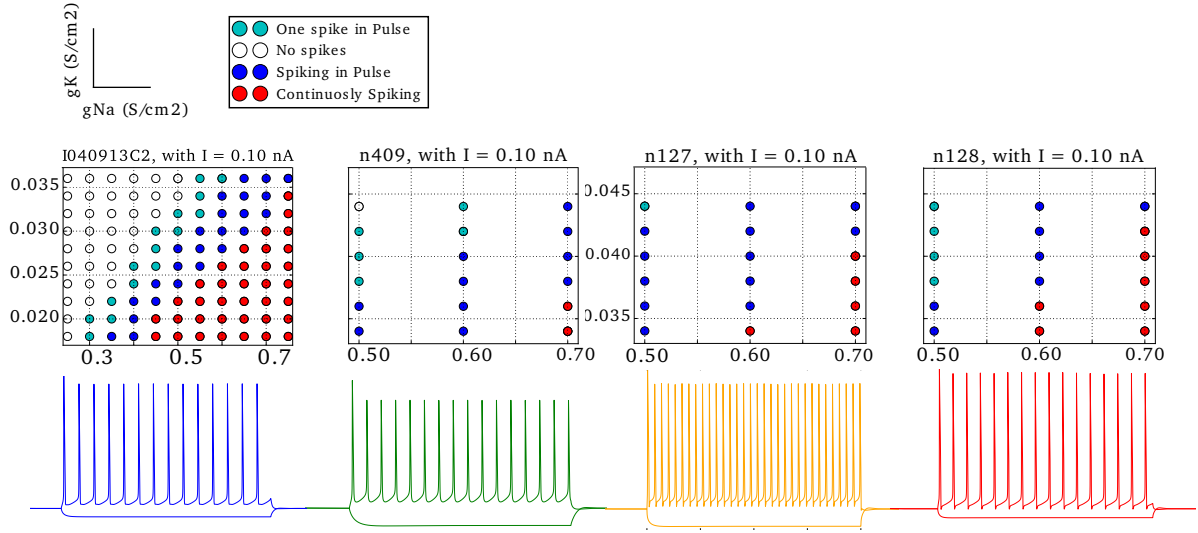 gK (S/cm2)
gNa (S/cm2)
One spike in Pulse
No spikes
Spiking in Pulse
Continuosly Spiking
I040913C2, with I = 0.10 nA
0.035
0.030
0.025
0.020
0.3 0.5 0.7
n409, with I = 0.10 nA
0.50 0.60 0.70
n127, with I = 0.10 nA
0.045
0.040
0.035
0.50 0.60 0.70
n128, with I = 0.10 nA
0.50 0.60 0.70